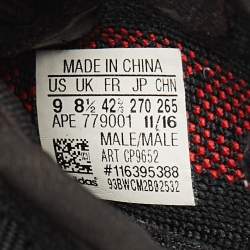 MADE IN CHINA
US UK FR JP CHN
9 8½ 42⅔ 270 265
APE 779001 11/16
MALE/MALE
ART CP9652
#116395388
adidas 93BWCM2B02532